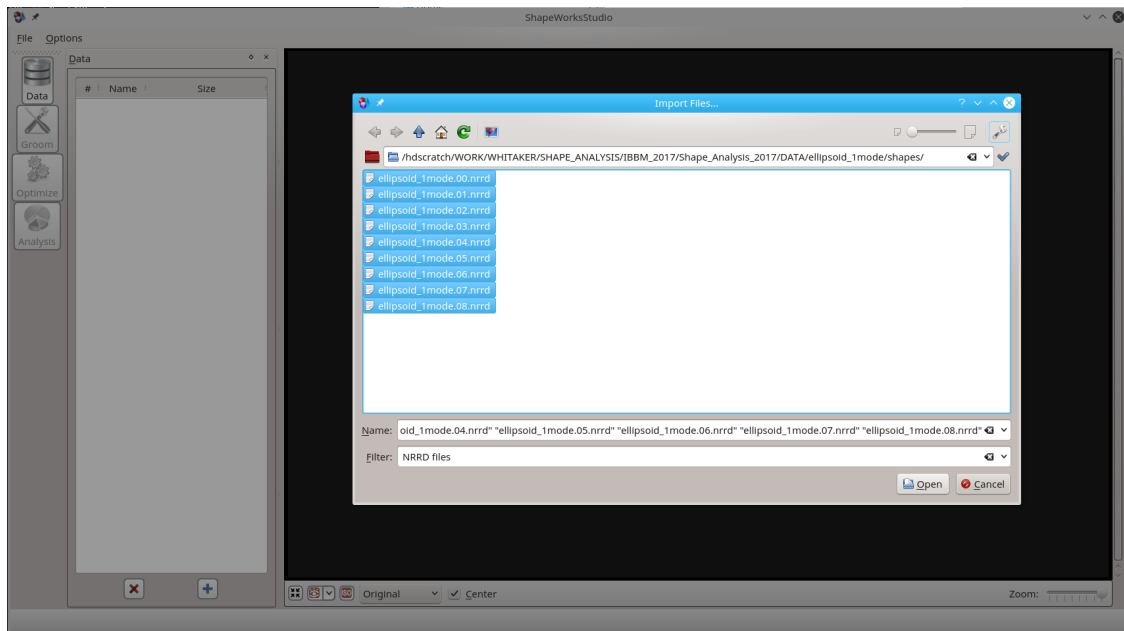 ShapeWorksStudio
File Options
Data
# Name Size
Data
Groom
Optimize
Analysis
Import Files...
/hdscratch/WORK/WHITAKER/SHAPE_ANALYSIS/IBBM_2017/Shape_Analysis_2017/DATA/ellipsoid_1mode/shapes/
ellipsoid_1mode.00.nrrd
ellipsoid_1mode.01.nrrd
ellipsoid_1mode.02.nrrd
ellipsoid_1mode.03.nrrd
ellipsoid_1mode.04.nrrd
ellipsoid_1mode.05.nrrd
ellipsoid_1mode.06.nrrd
ellipsoid_1mode.07.nrrd
ellipsoid_1mode.08.nrrd
Name: oid_1mode.04.nrrd" "ellipsoid_1mode.05.nrrd" "ellipsoid_1mode.06.nrrd" "ellipsoid_1mode.07.nrrd" "ellipsoid_1mode.08.nrrd"
Filter: NRRD files
Open Cancel
Original Center Zoom: